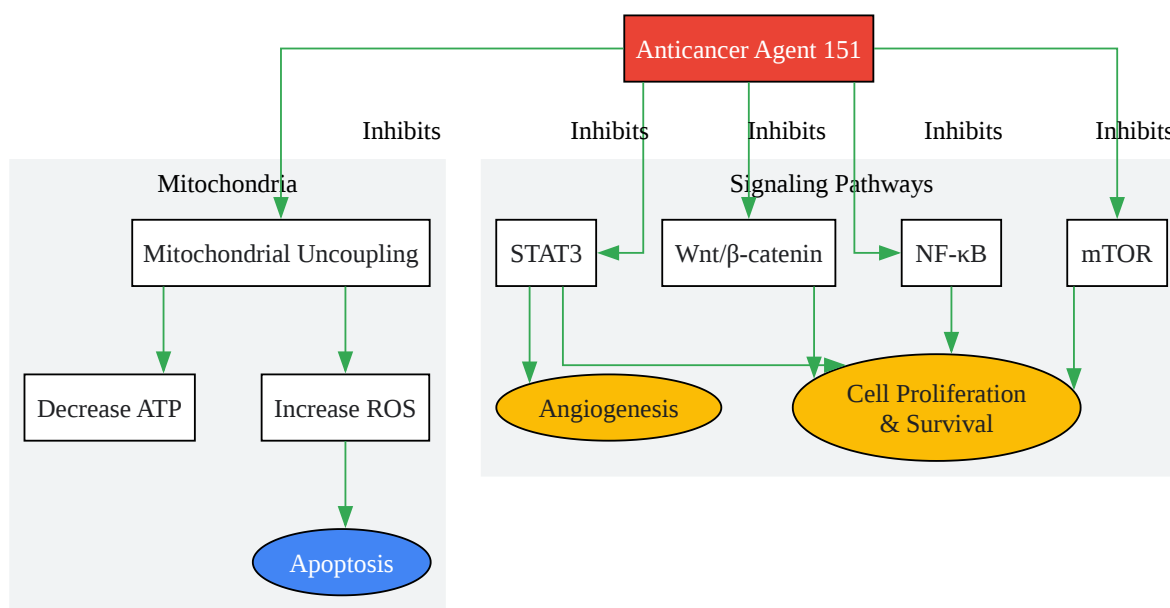 Anticancer Agent 151
Inhibits
Inhibits
Inhibits
Inhibits
Inhibits
Mitochondria
Signaling Pathways
Mitochondrial Uncoupling
STAT3
Wnt/β-catenin
NF-κB
mTOR
Decrease ATP
Increase ROS
Angiogenesis
Cell Proliferation
& Survival
Apoptosis